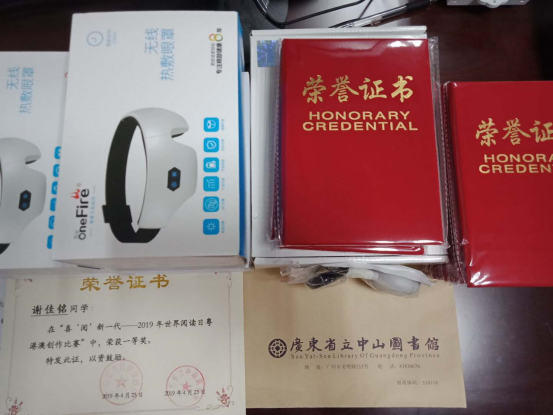 无线
热敷眼罩
无线
热敷眼罩
OneFire
荣誉证书
HONORARY
CREDENTIAL
荣誉证书
HONORA
CREDEN
荣誉证书
谢佳铭同学：
在“喜‘阅’新一代——2019年世界阅读日粤
港澳创作比赛”中，荣获一等奖。
特发此证，以资鼓励。
2019年4月23日
2019年4月23日
廣東省立中山圖書館
Sun Yat-Sen Library Of Guangdong Province